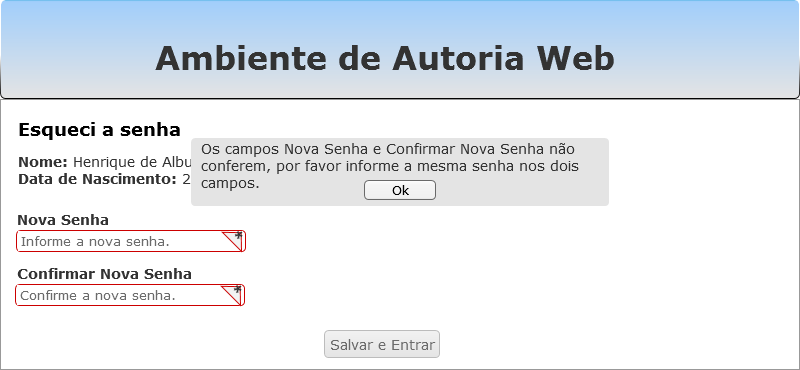 Ambiente de Autoria Web
Esqueci a senha
Os campos Nova Senha e Confirmar Nova Senha não
conferem, por favor informe a mesma senha nos dois
campos.
Ok
Nome: Henrique de Albu
Data de Nascimento: 2
Nova Senha
Informe a nova senha. *
Confirmar Nova Senha
Confirme a nova senha. *
Salvar e Entrar